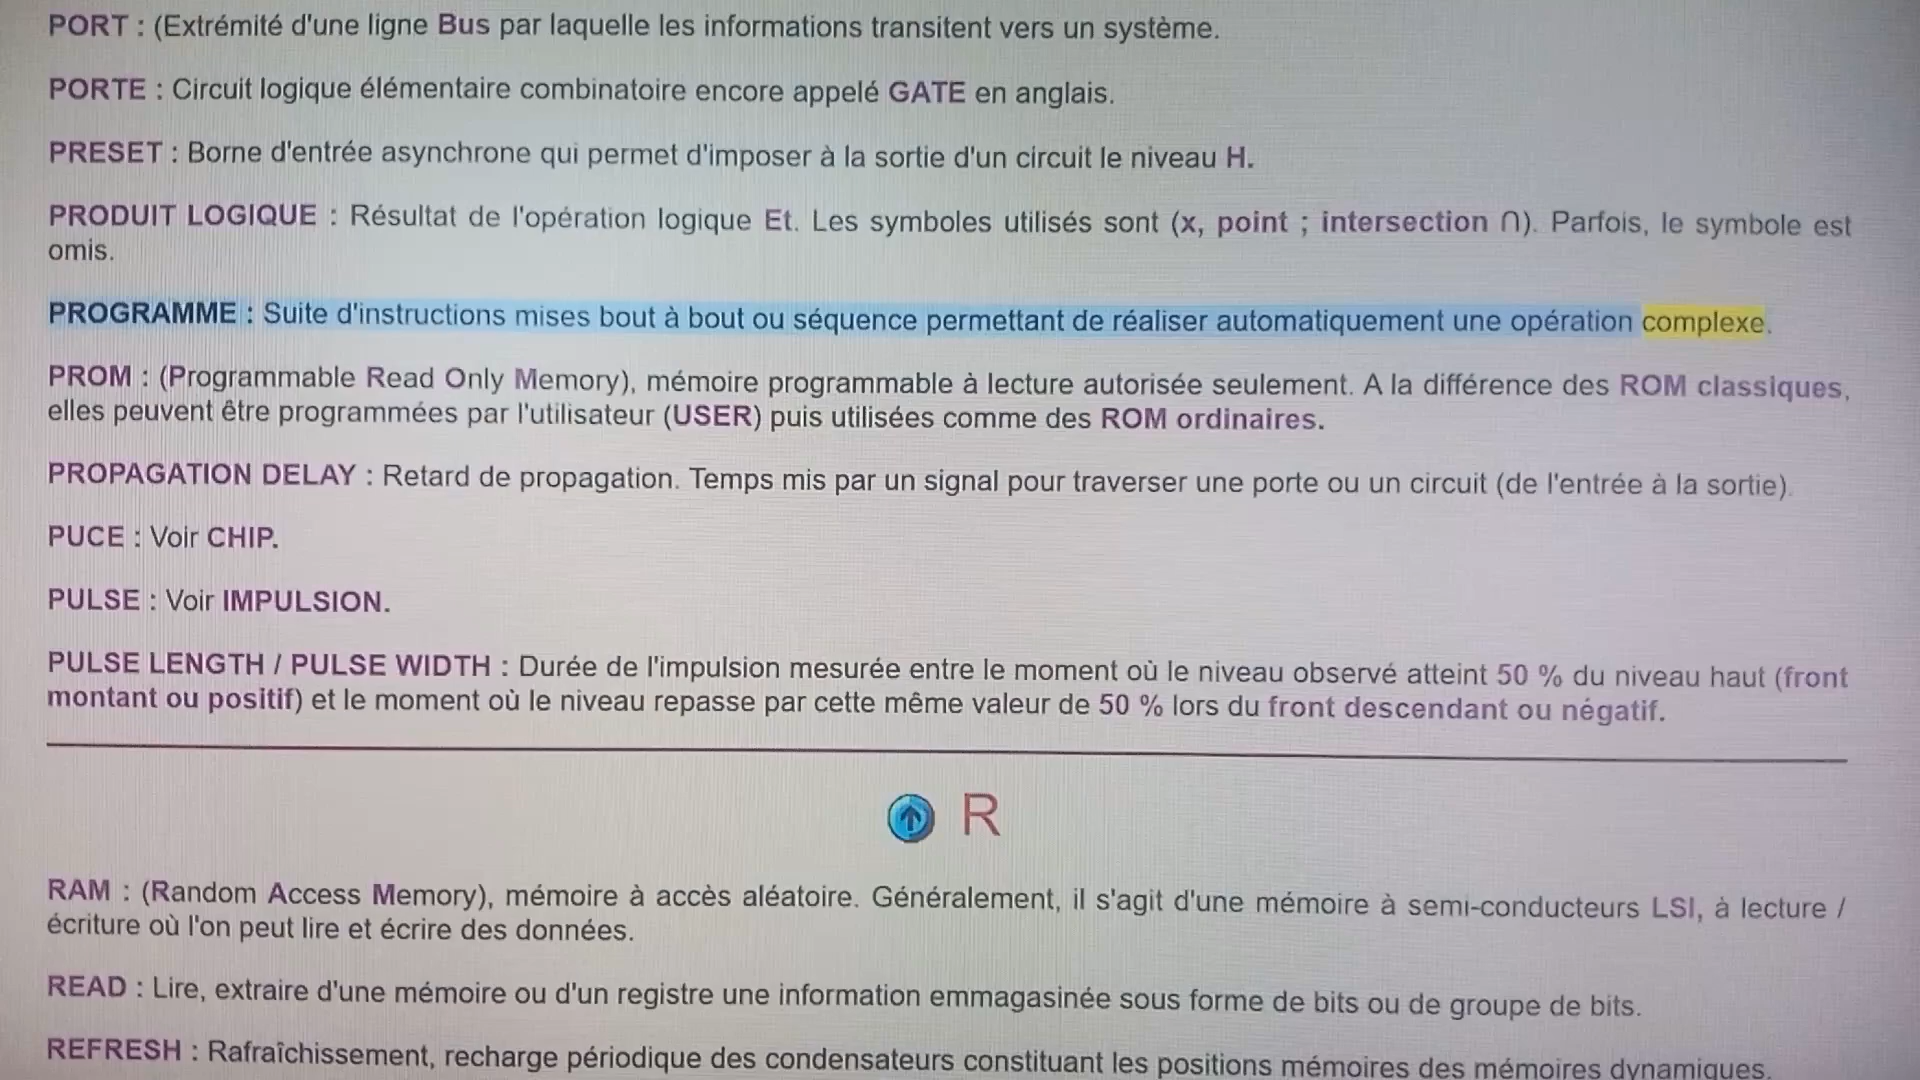 PORT : (Extrémité d'une ligne Bus par laquelle les informations transitent vers un système.
PORTE : Circuit logique élémentaire combinatoire encore appelé GATE en anglais.
PRESET : Borne d'entrée asynchrone qui permet d'imposer à la sortie d'un circuit le niveau H.
PRODUIT LOGIQUE : Résultat de l'opération logique Et. Les symboles utilisés sont (x, point ; intersection ∩). Parfois, le symbole est
omis.
PROGRAMME : Suite d'instructions mises bout à bout ou séquence permettant de réaliser automatiquement une opération complexe.
PROM : (Programmable Read Only Memory), mémoire programmable à lecture autorisée seulement. A la différence des ROM classiques,
elles peuvent être programmées par l'utilisateur (USER) puis utilisées comme des ROM ordinaires.
PROPAGATION DELAY : Retard de propagation. Temps mis par un signal pour traverser une porte ou un circuit (de l'entrée à la sortie).
PUCE : Voir CHIP.
PULSE : Voir IMPULSION.
PULSE LENGTH / PULSE WIDTH : Durée de l'impulsion mesurée entre le moment où le niveau observé atteint 50 % du niveau haut (front
montant ou positif) et le moment où le niveau repasse par cette même valeur de 50 % lors du front descendant ou négatif.
R
RAM : (Random Access Memory), mémoire à accès aléatoire. Généralement, il s'agit d'une mémoire à semi-conducteurs LSI, à lecture /
écriture où l'on peut lire et écrire des données.
READ : Lire, extraire d'une mémoire ou d'un registre une information emmagasinée sous forme de bits ou de groupe de bits.
REFRESH : Rafraîchissement, recharge périodique des condensateurs constituant les positions mémoires des mémoires dynamiques.